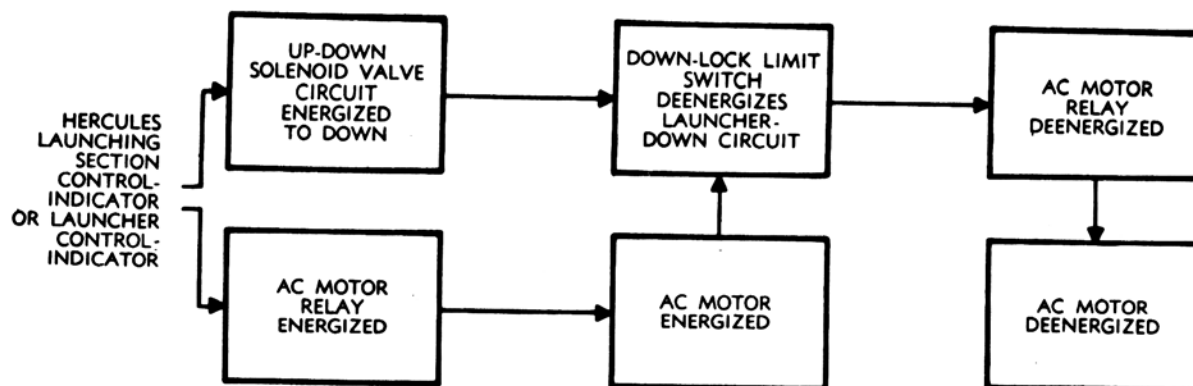 HERCULES
LAUNCHING
SECTION
CONTROL-
INDICATOR
OR LAUNCHER
CONTROL-
INDICATOR
UP-DOWN
SOLENOID VALVE
CIRCUIT
ENERGIZED
TO DOWN
DOWN-LOCK LIMIT
SWITCH
DEENERGIZES
LAUNCHER-
DOWN CIRCUIT
AC MOTOR
RELAY
DEENERGIZED
AC MOTOR
RELAY
ENERGIZED
AC MOTOR
ENERGIZED
AC MOTOR
DEENERGIZED